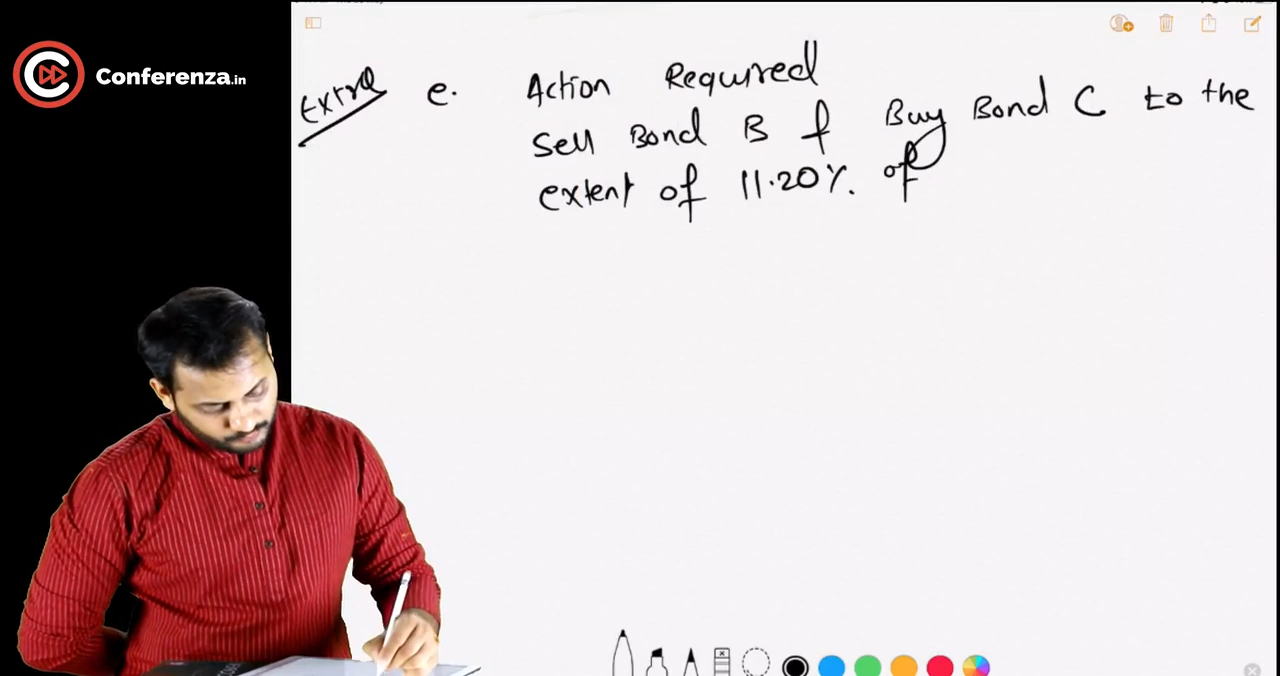 Conferenza.in
Extra e. Action Required
Sell Bond B & Buy Bond C to the
extent of 11.20% of